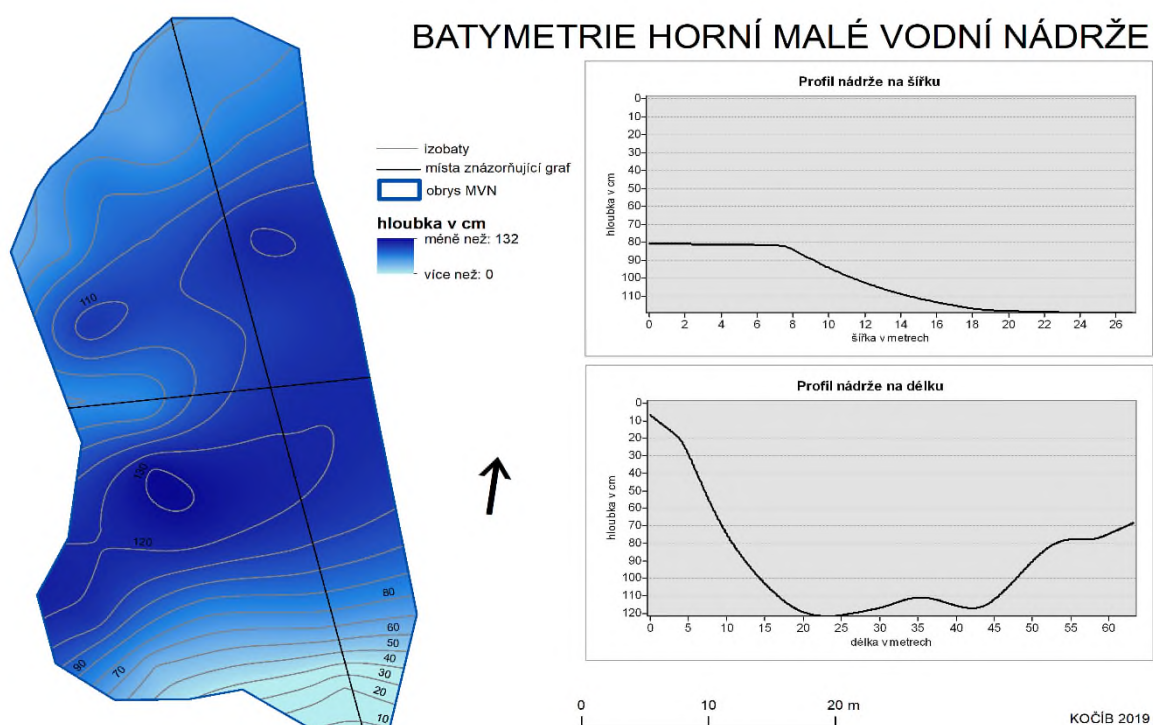 BATYMETRIE HORNÍ MALÉ VODNÍ NÁDRŽE
izobaty
místa znázorňující graf
obrys MVN
hloubka v cm
méně než: 132
více než: 0
110
130
120
80
60
50
40
30
20
10
90
70
Profil nádrže na šířku
hloubka v cm
0
10
20
30
40
50
60
70
80
90
100
110
0 2 4 6 8 10 12 14 16 18 20 22 24 26
šířka v metrech
Profil nádrže na délku
hloubka v cm
0
10
20
30
40
50
60
70
80
90
100
110
120
0 5 10 15 20 25 30 35 40 45 50 55 60
délka v metrech
0 10 20 m
KOČÍB 2019